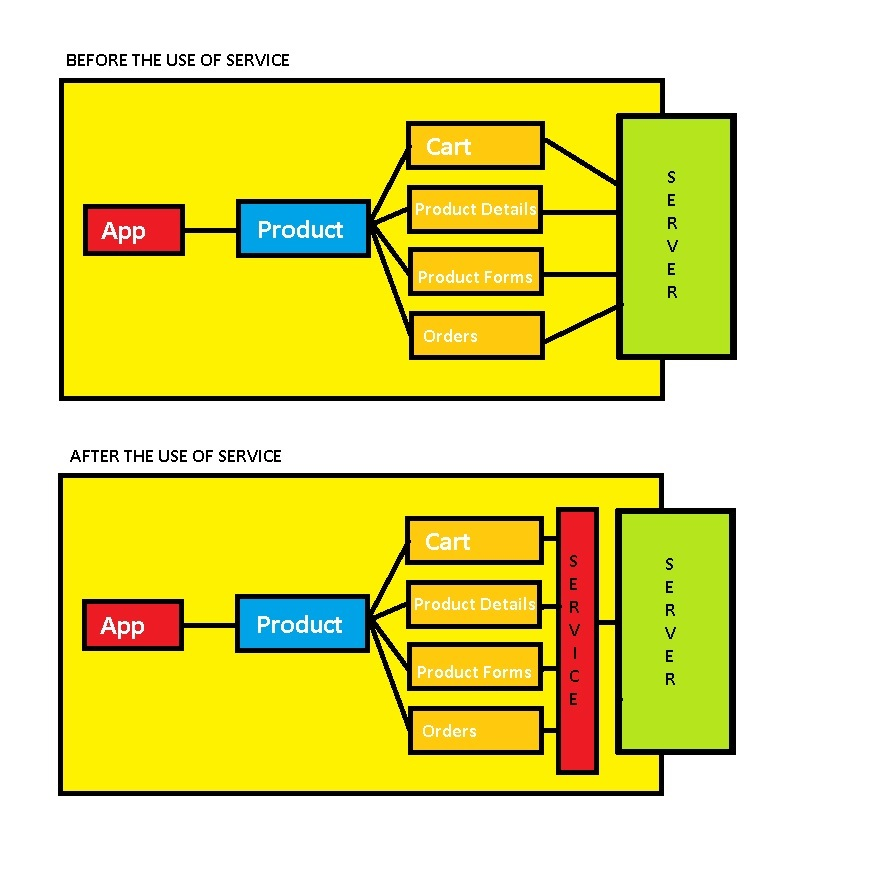 BEFORE THE USE OF SERVICE
App
Product
Cart
Product Details
Product Forms
Orders
SERVER
AFTER THE USE OF SERVICE
App
Product
Cart
Product Details
Product Forms
Orders
SERVICE
SERVER